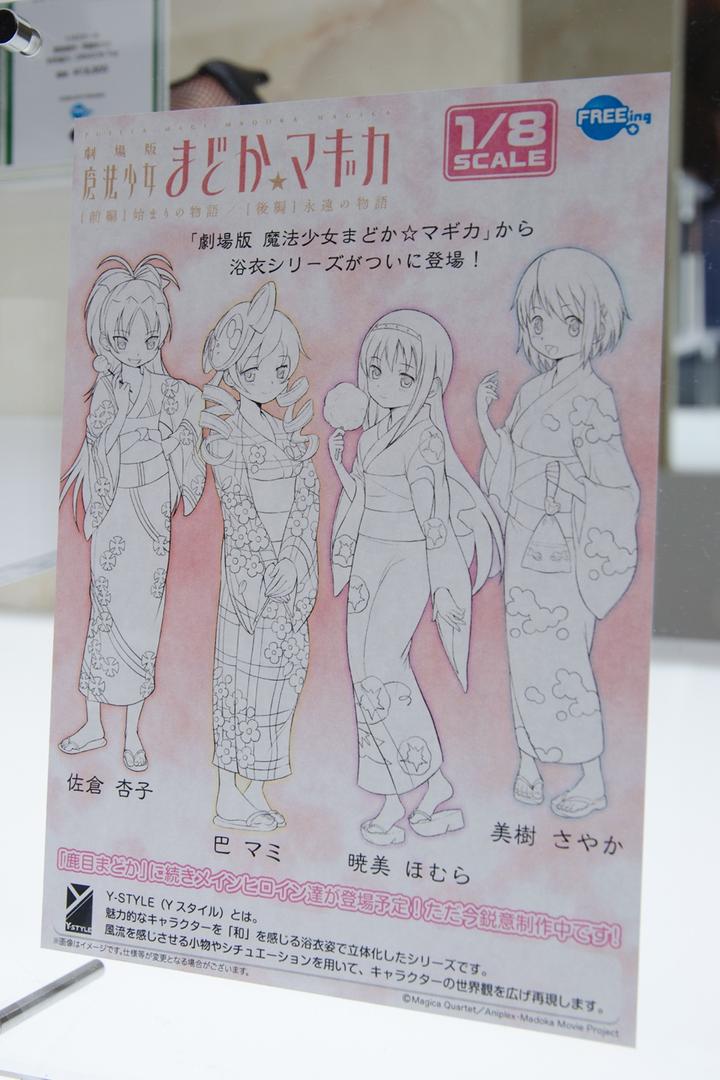 PUELLA MAGI MADOKA MAGICA
劇場版
魔法少女まどか☆マギカ
[前編]始まりの物語/[後編]永遠の物語
1/8
SCALE
FREEing
「劇場版 魔法少女まどか☆マギカ」から
浴衣シリーズがついに登場!
佐倉 杏子
巴 マミ
暁美 ほむら
美樹 さやか
「鹿目まどか」に続きメインヒロイン達が登場予定!ただ今鋭意制作中です!
Y-STYLE
Y-STYLE(Yスタイル)とは。
魅力的なキャラクターを「和」を感じる浴衣姿で立体化したシリーズです。
風流を感じさせる小物やシチュエーションを用いて、キャラクターの世界観を広げ再現します。
※画像はイメージです。仕様等が変更となる場合がございます。
©Magica Quartet/Aniplex・Madoka Movie Project